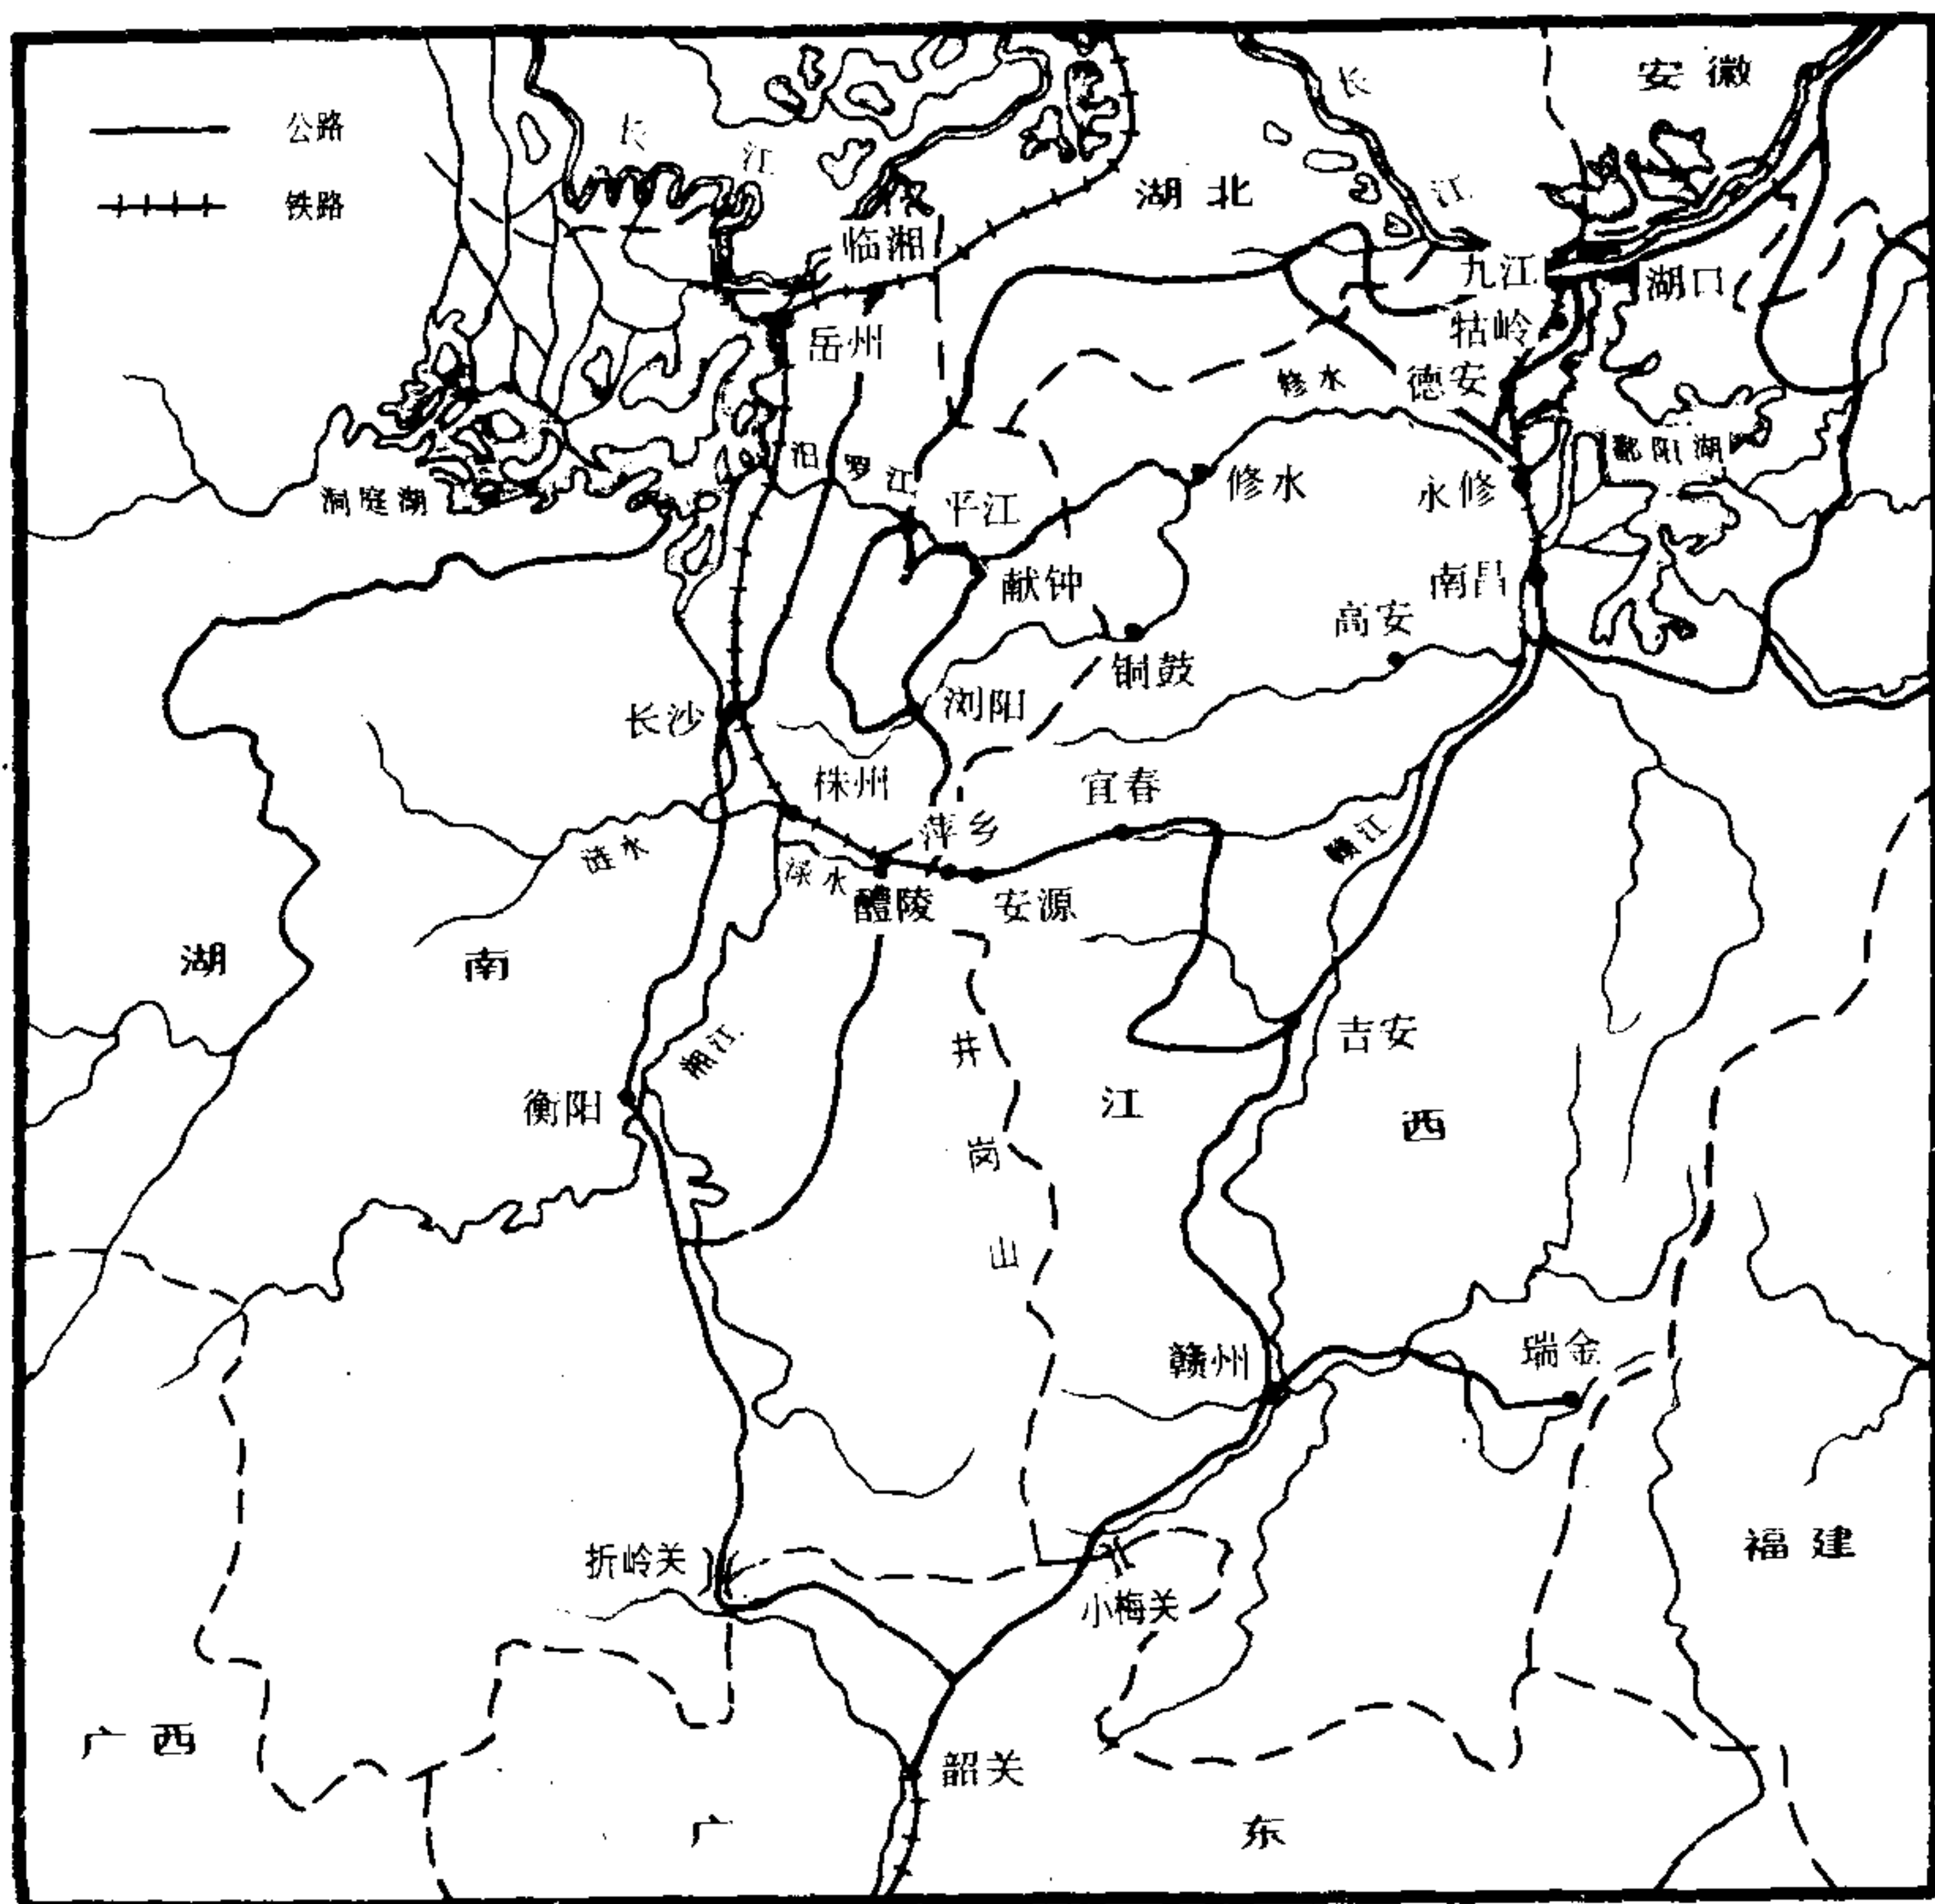 安徽
长
公路
长
江
铁路
湖北
江
临湘
九江
湖口
岳州
牯岭
修水
德安
汨罗江
鄱阳湖
洞庭湖
平江
修水
永修
献钟
南昌
高安
铜鼓
浏阳
长沙
株州
宜春
萍乡
赣江
涟水
渌水
醴陵
安源
湖
南
湘江
井
吉安
衡阳
江
西
岗
山
赣州
瑞金
折岭关
福建
小梅关
广西
韶关
广
东